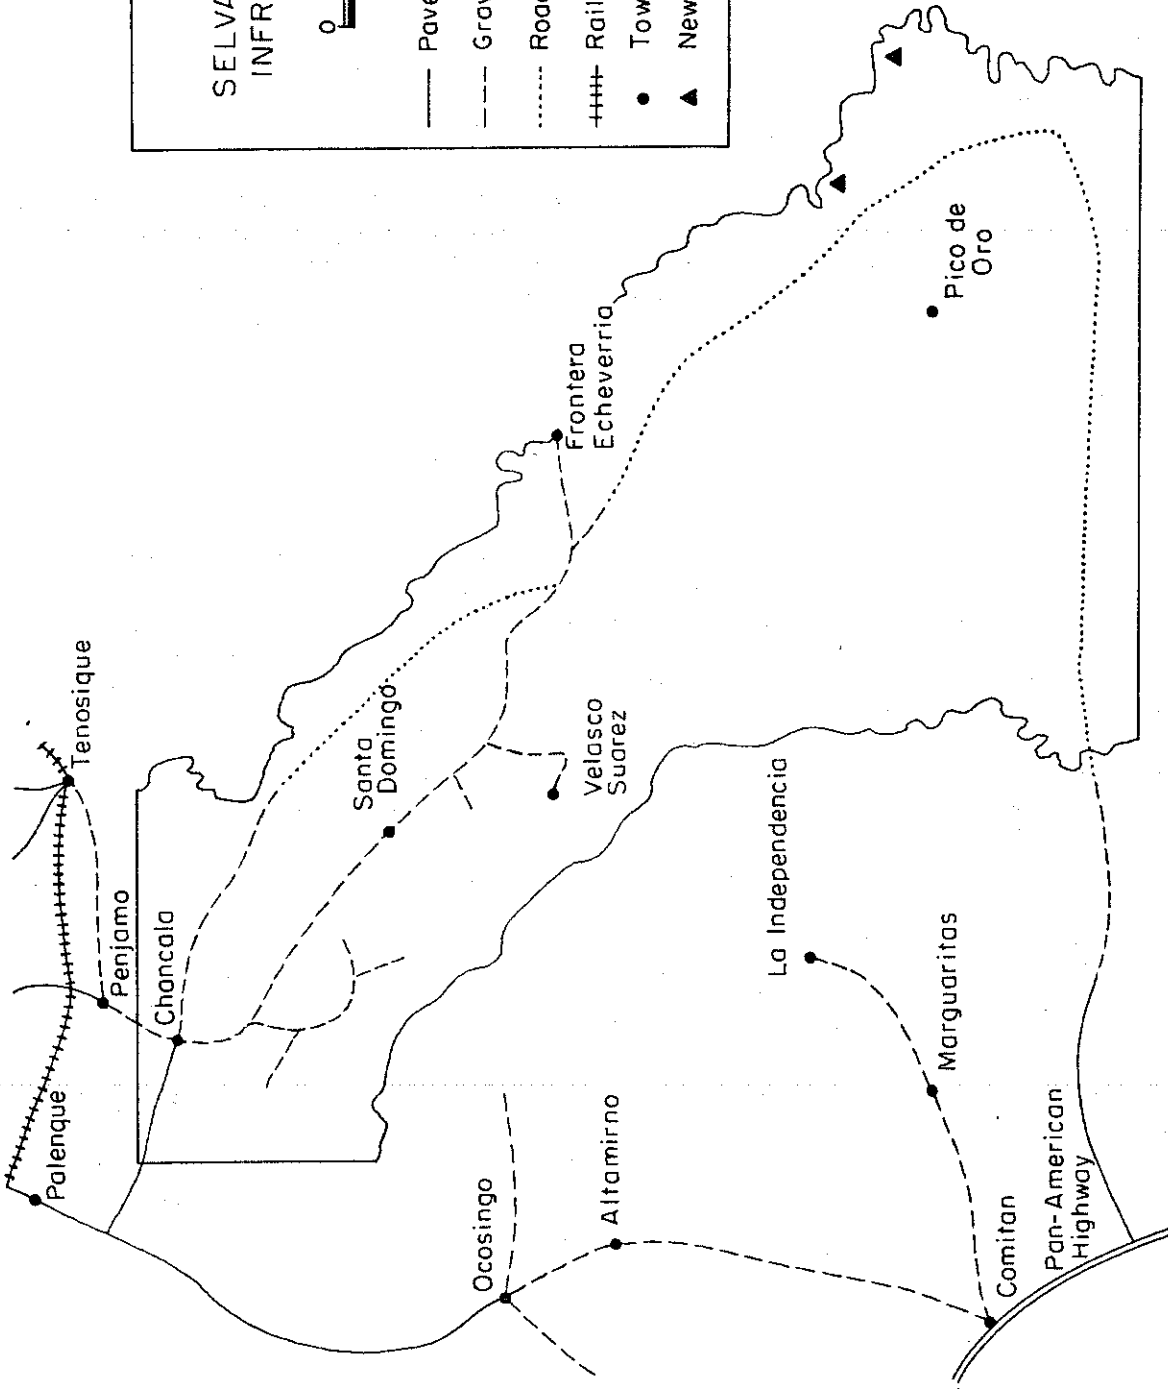 SELVA
INFR
0
Pave
Grav
Road
Rail
Tow
New
Tenosique
Penjamo
Chancala
Palenque
Santa
Domingo
Frontera
Echeverria
Velasco
Suarez
Pico de
Oro
La Independencia
Marguaritas
Ocosingo
Altamirno
Comitan
Pan-American
Highway